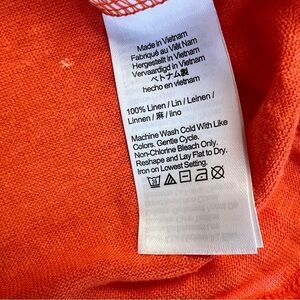 Made in Vietnam
Fabriqué au Viêt Nam
Hergestellt in Vietnam
Vervaardigd in Vietnam
ベトナム製
hecho en vietnam
100% Linen / Lin / Leinen /
Linnen / 麻 / lino
Machine Wash Cold With Like
Colors. Gentle Cycle.
Non-Chlorine Bleach Only.
Reshape and Lay Flat to Dry.
Iron on Lowest Setting.